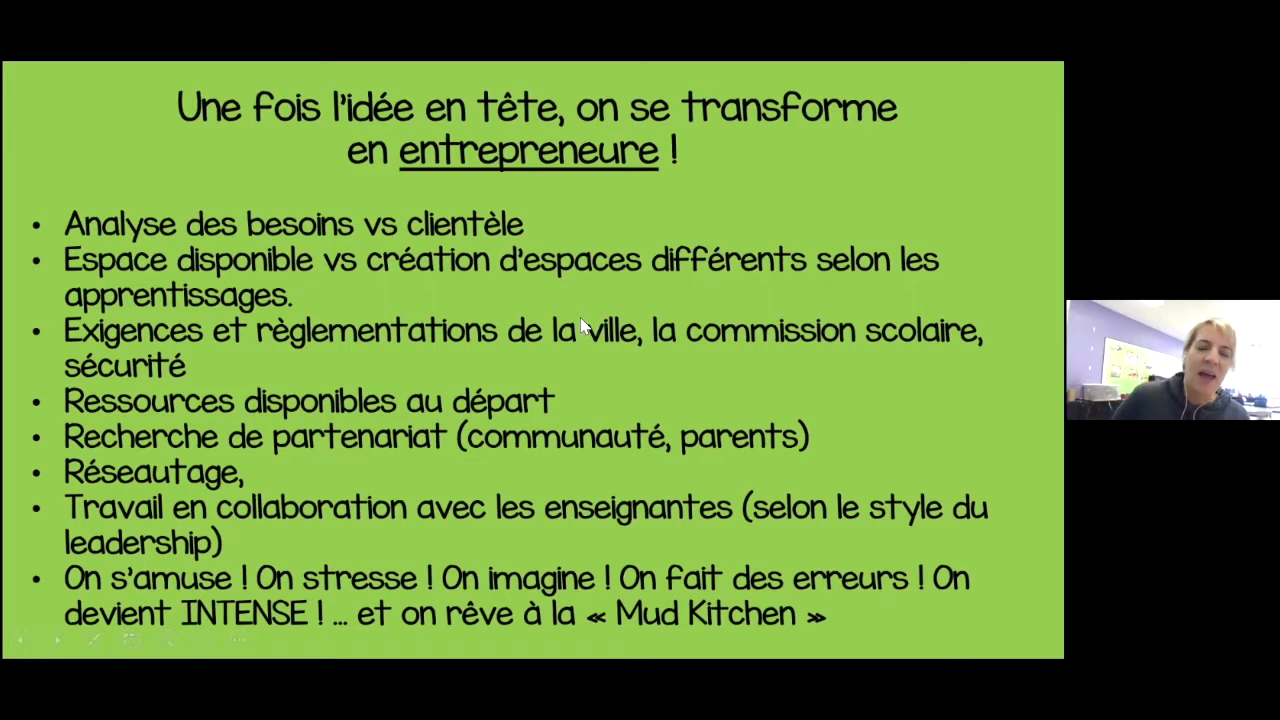 Une fois l'idée en tête, on se transforme
en entrepreneure !
• Analyse des besoins vs clientèle
• Espace disponible vs création d'espaces différents selon les
apprentissages.
• Exigences et règlementations de la ville, la commission scolaire,
sécurité
• Ressources disponibles au départ
• Recherche de partenariat (communauté, parents)
• Réseautage,
• Travail en collaboration avec les enseignantes (selon le style du
leadership)
• On s'amuse ! On stresse ! On imagine ! On fait des erreurs ! On
devient INTENSE ! ... et on rêve à la « Mud Kitchen »